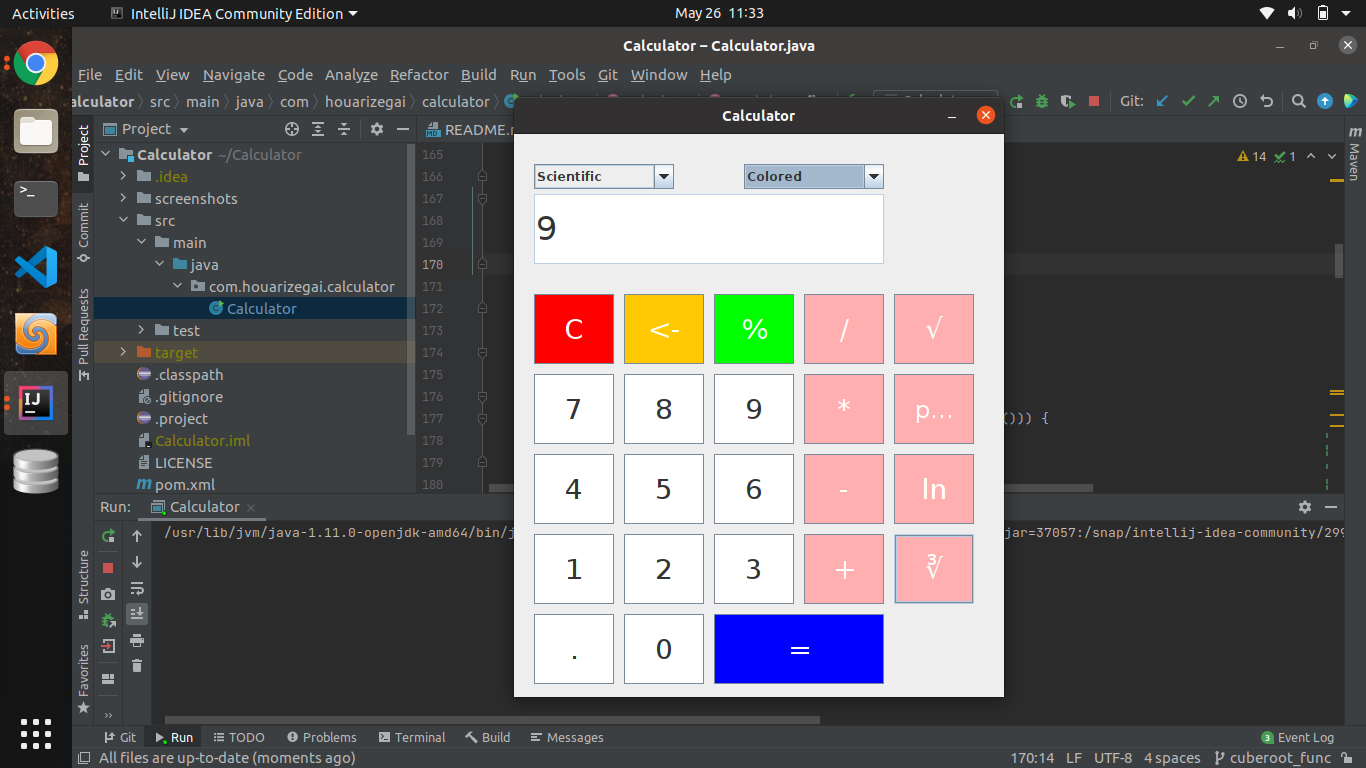 Activities IntelliJ IDEA Community Edition May 26 11:33
Calculator – Calculator.java
File Edit View Navigate Code Analyze Refactor Build Run Tools Git Window Help
alculator src main java com houarizegai calculator Git:
Project
Commit
Pull Requests
Structure
Favorites
Maven
Project
README.
Calculator ~/Calculator
.idea
screenshots
src
main
java
com.houarizegai.calculator
Calculator
test
target
.classpath
.gitignore
.project
Calculator.iml
LICENSE
pom.xml
165
166
167
168
169
170
171
172
173
174
175
176
177
178
179
180
14 1
())) {
Calculator
Scientific Colored
9
C <- % / √
7 8 9 * p...
4 5 6 - ln
1 2 3 + ∛
. 0 =
Run: Calculator
/usr/lib/jvm/java-1.11.0-openjdk-amd64/bin/j
jar=37057:/snap/intellij-idea-community/299
Git Run TODO Problems Terminal Build Messages 3 Event Log
All files are up-to-date (moments ago) 170:14 LF UTF-8 4 spaces cuberoot_func